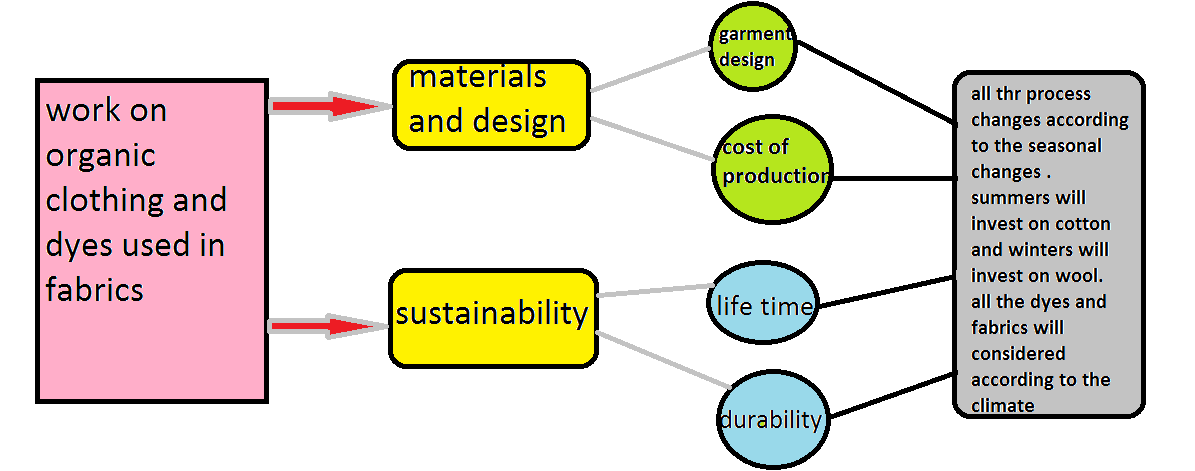 work on
organic
clothing and
dyes used in
fabrics
materials
and design
sustainability
garment
design
cost of
production
life time
durability
all thr process
changes according
to the seasonal
changes .
summers will
invest on cotton
and winters will
invest on wool.
all the dyes and
fabrics will
considered
according to the
climate